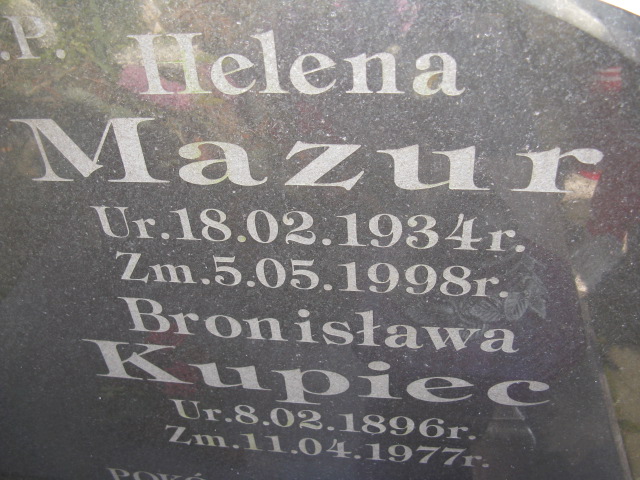 .P.
Helena
Mazur
Ur.18.02.1934r.
Zm.5.05.1998r.
Bronisława
Kupiec
Ur.8.02.1896r.
Zm.11.04.1977r.
POKÓ